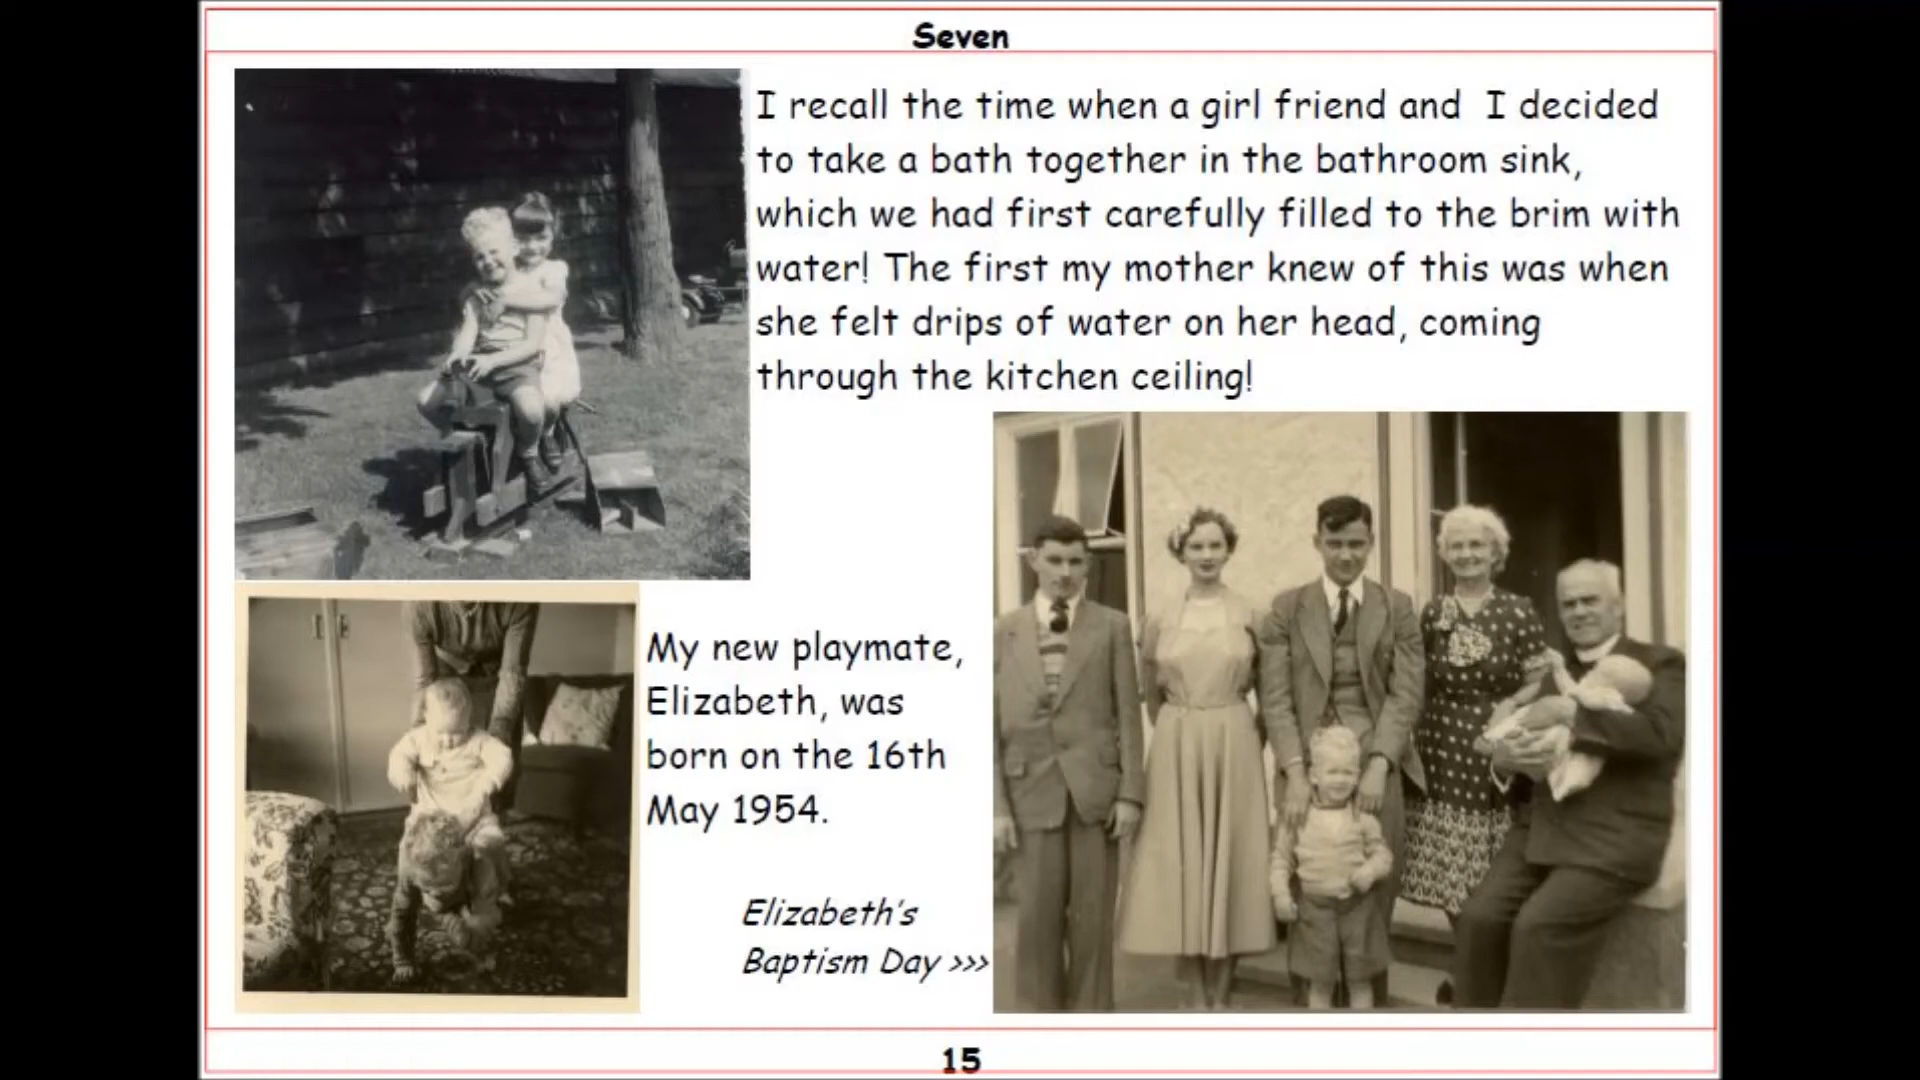 Seven
I recall the time when a girl friend and I decided
to take a bath together in the bathroom sink,
which we had first carefully filled to the brim with
water! The first my mother knew of this was when
she felt drips of water on her head, coming
through the kitchen ceiling!
My new playmate,
Elizabeth, was
born on the 16th
May 1954.
Elizabeth's
Baptism Day >>>
15